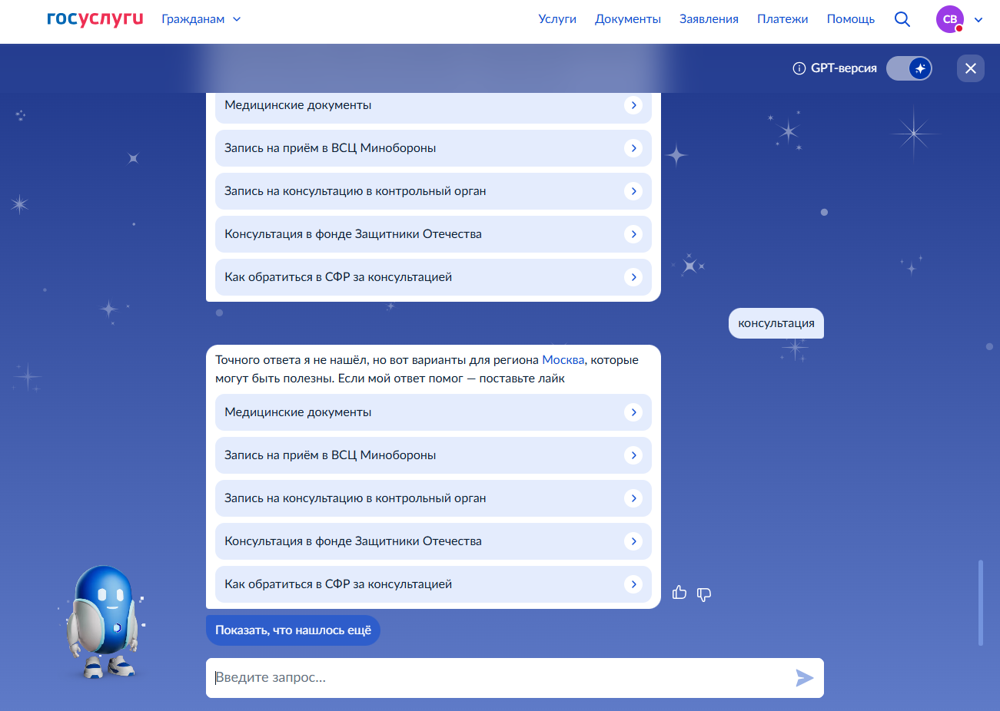 госуслуги Гражданам Услуги Документы Заявления Платежи Помощь СВ
GPT-версия
Медицинские документы
Запись на приём в ВСЦ Минобороны
Запись на консультацию в контрольный орган
Консультация в фонде Защитники Отечества
Как обратиться в СФР за консультацией
консультация
Точного ответа я не нашёл, но вот варианты для региона Москва, которые
могут быть полезны. Если мой ответ помог — поставьте лайк
Медицинские документы
Запись на приём в ВСЦ Минобороны
Запись на консультацию в контрольный орган
Консультация в фонде Защитники Отечества
Как обратиться в СФР за консультацией
Показать, что нашлось ещё
Введите запрос...